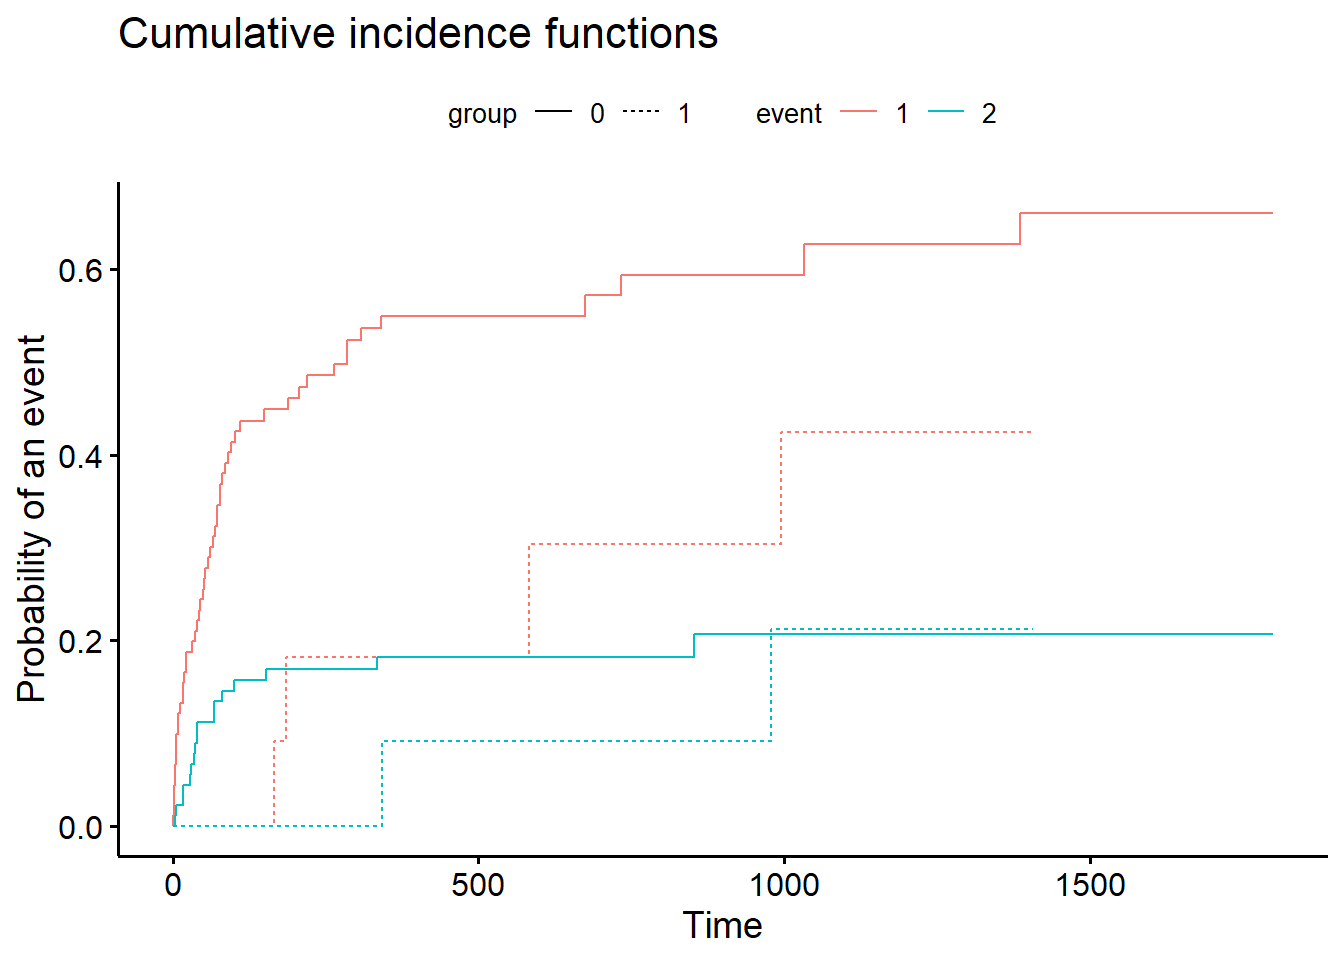 Cumulative incidence functions
group 0 1 event 1 2
Probability of an event
0.6
0.4
0.2
0.0
0 500 1000 1500
Time